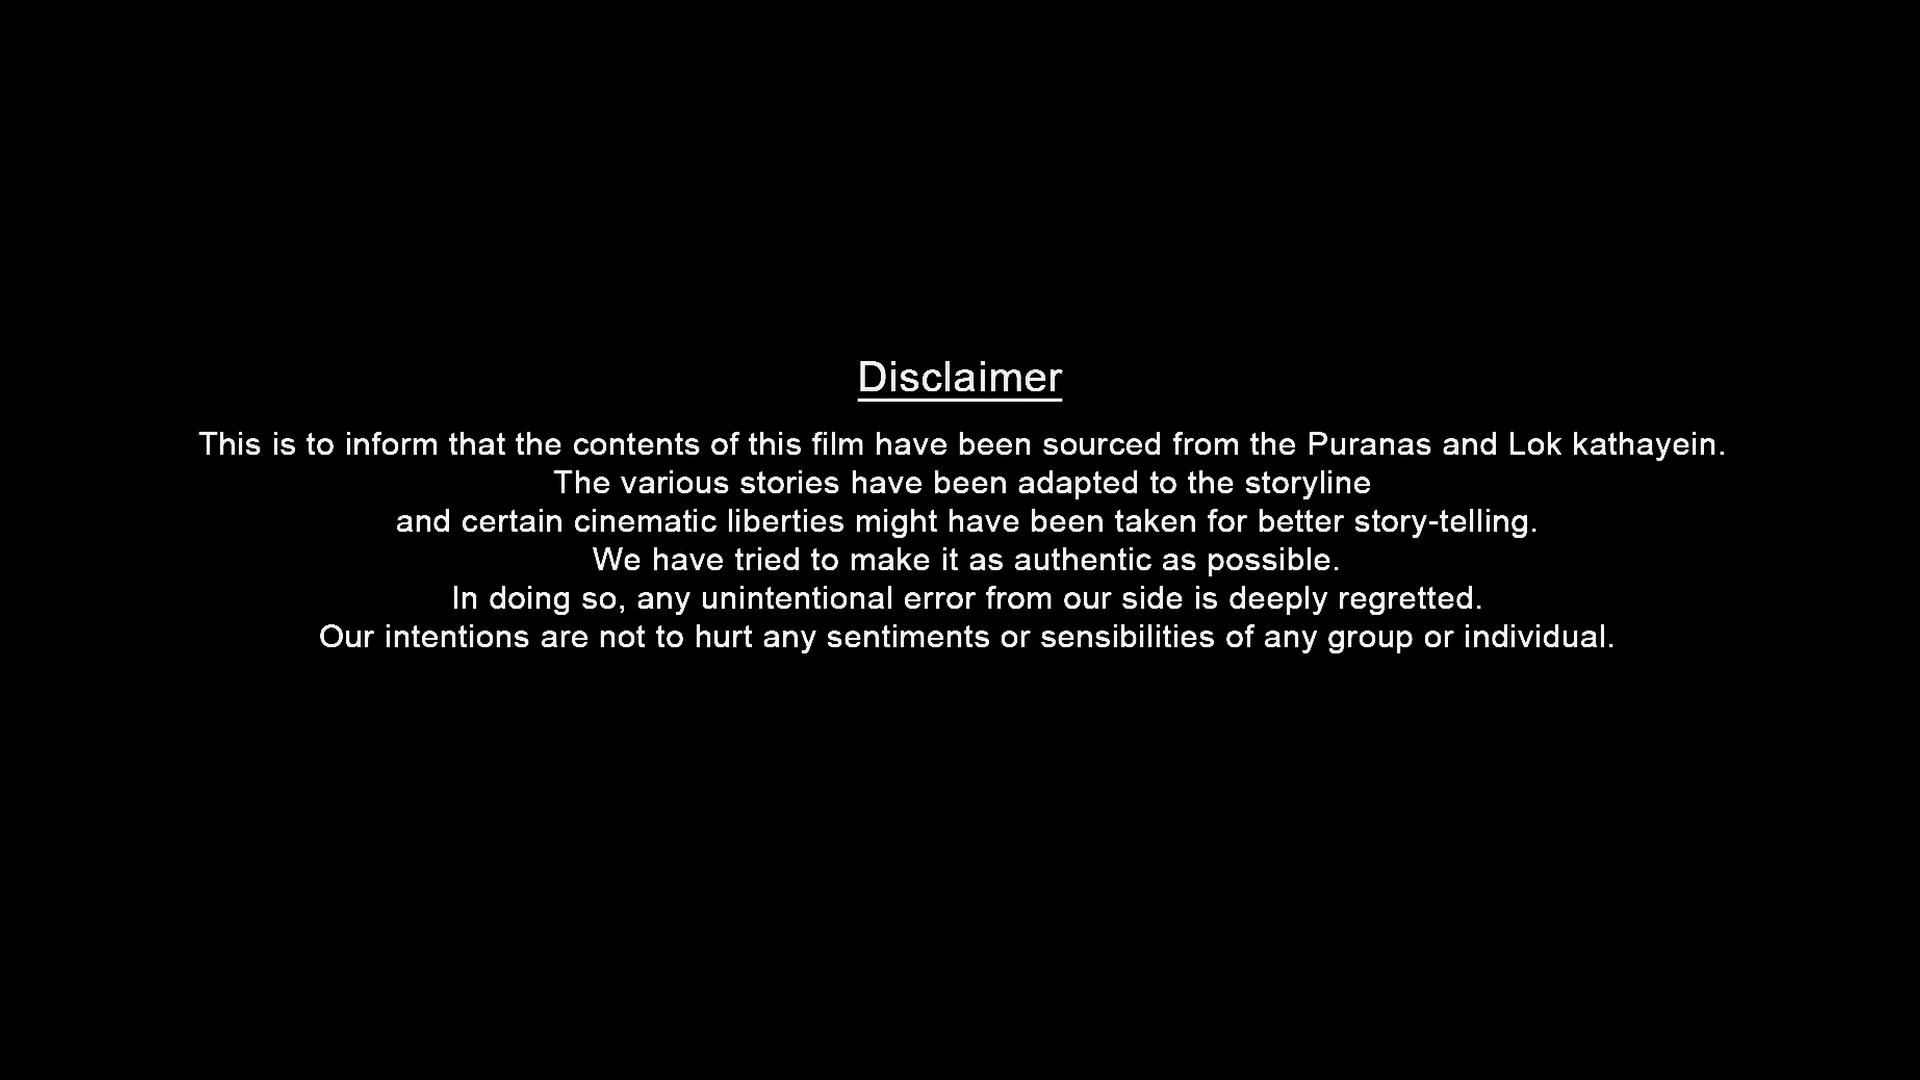 Disclaimer
This is to inform that the contents of this film have been sourced from the Puranas and Lok kathayein.
The various stories have been adapted to the storyline
and certain cinematic liberties might have been taken for better story-telling.
We have tried to make it as authentic as possible.
In doing so, any unintentional error from our side is deeply regretted.
Our intentions are not to hurt any sentiments or sensibilities of any group or individual.